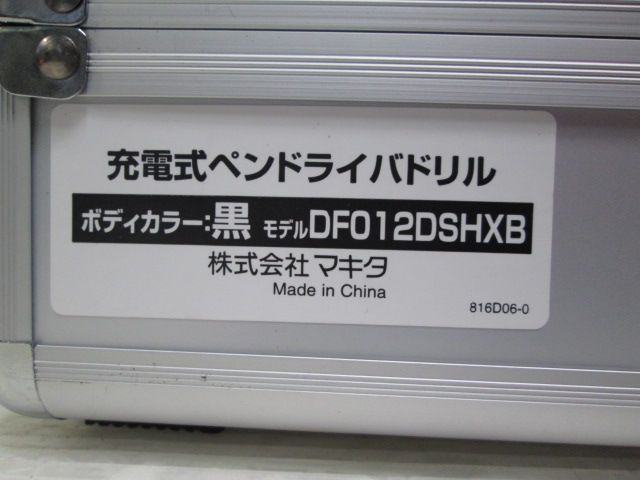 充電式ペンドライバドリル
ボディカラー:黒 モデルDF012DSHXB
株式会社マキタ
Made in China
816D06-0